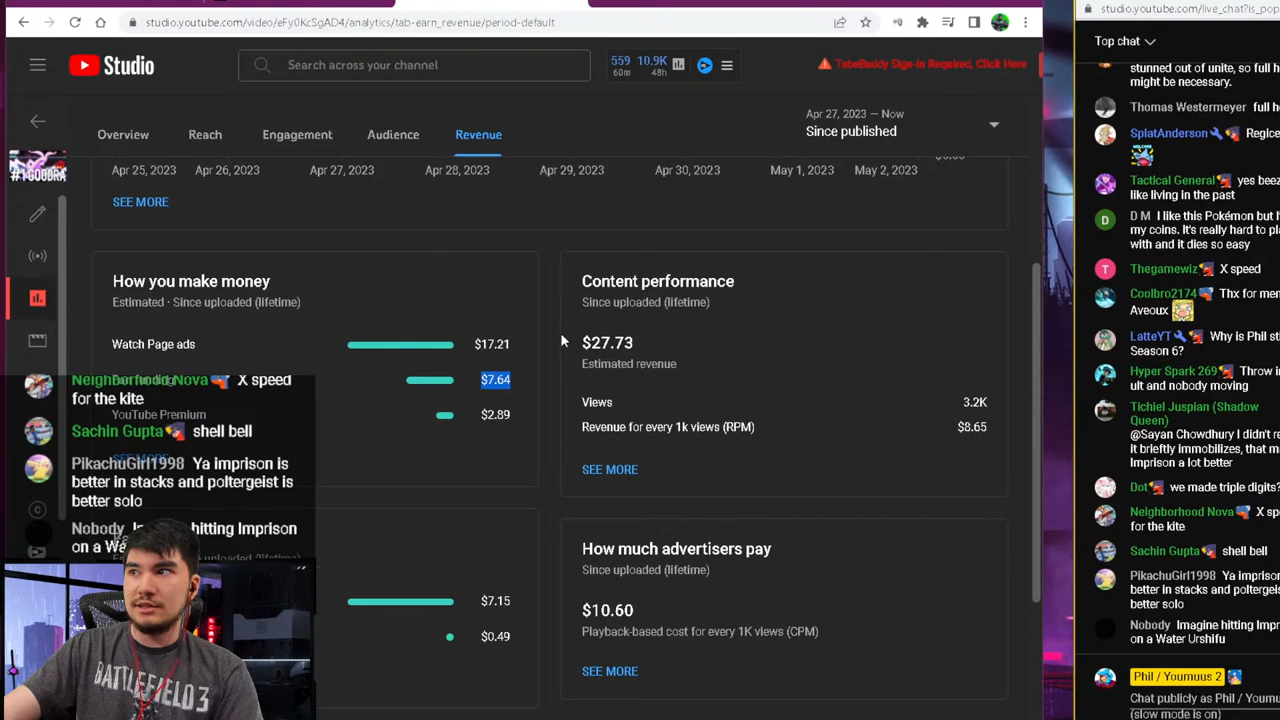 studio.youtube.com/video/eFy0KcSgAD4/analytics/tab-earn_revenue/period-default
Studio
Search across your channel
559 10.9K
60m 48h
TubeBuddy Sign-in Required, Click Here
Overview
Reach
Engagement
Audience
Revenue
Apr 27, 2023 — Now
Since published
Apr 25, 2023
Apr 26, 2023
Apr 27, 2023
Apr 28, 2023
Apr 29, 2023
Apr 30, 2023
May 1, 2023
May 2, 2023
SEE MORE
How you make money
Estimated · Since uploaded (lifetime)
Watch Page ads
$17.21
$7.64
YouTube Premium
$2.89
SEE MORE
Content performance
Since uploaded (lifetime)
$27.73
Estimated revenue
Views
3.2K
Revenue for every 1k views (RPM)
$8.65
SEE MORE
$7.15
$0.49
How much advertisers pay
Since uploaded (lifetime)
$10.60
Playback-based cost for every 1K views (CPM)
SEE MORE
Neighborhood Nova X speed
for the kite
Sachin Gupta shell bell
PikachuGirl1998 Ya imprison is
better in stacks and poltergeist is
better solo
Nobody hitting Imprison
on a Wa
BATTLEFIELD 3
studio.youtube.com/live_chat?is_pop
Top chat
stunned out of unite, so full he
might be necessary.
Thomas Westermeyer full h
SplatAnderson Regice
WELCOME
Tactical General yes beez
like living in the past
D M I like this Pokémon but h
my coins. It's really hard to pl
with and it dies so easy
Thegamewiz X speed
Coolbro2174 Thx for mem
Aveoux
LatteYT Why is Phil sti
Season 6?
Hyper Spark 269 Throw in
ult and nobody moving
Tichiel Juspian (Shadow
Queen)
@Sayan Chowdhury I didn't re
it brieftly immobilizes, that ma
Imprison a lot better
Dot we made triple digits?
Neighborhood Nova X sp
for the kite
Sachin Gupta shell bell
PikachuGirl1998 Ya impriso
better in stacks and polterge
better solo
Nobody Imagine hitting Impr
on a Water Urshifu
Phil / Youmuus 2
Chat publicly as Phil / Youmu
(slow mode is on)